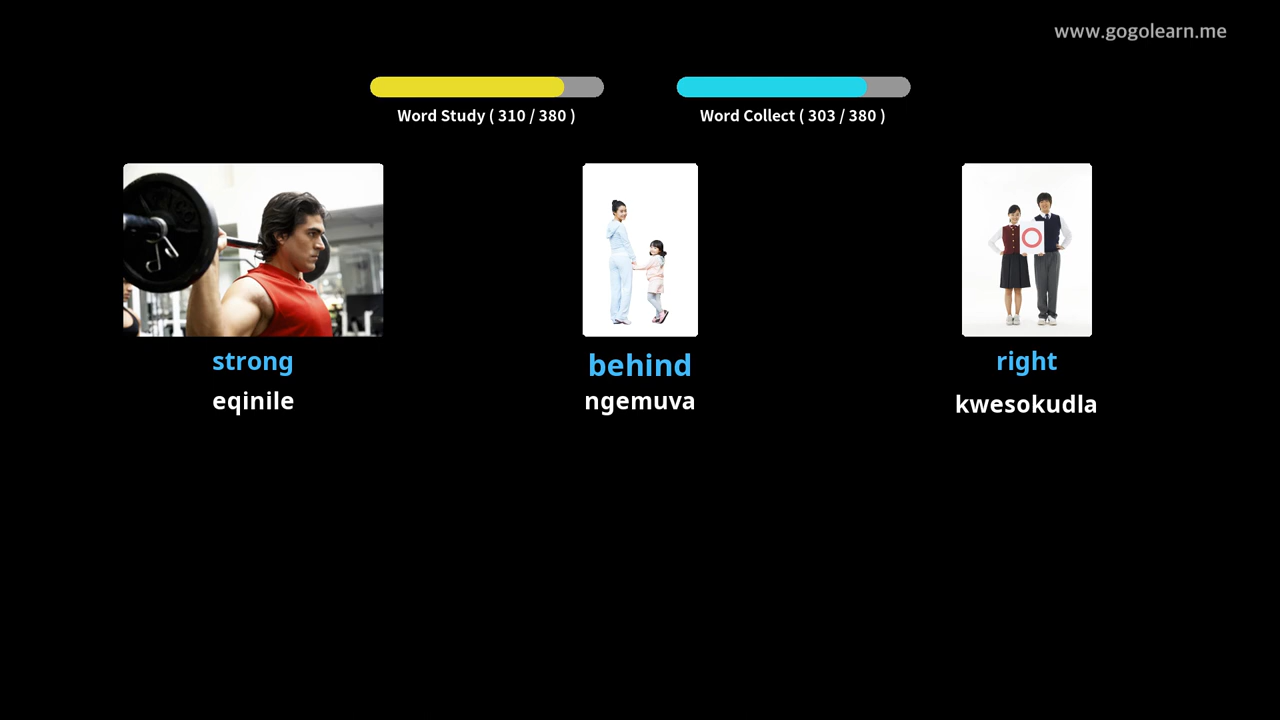 www.gogolearn.me
Word Study ( 310 / 380 )
Word Collect ( 303 / 380 )
strong
behind
right
eqinile
ngemuva
kwesokudla